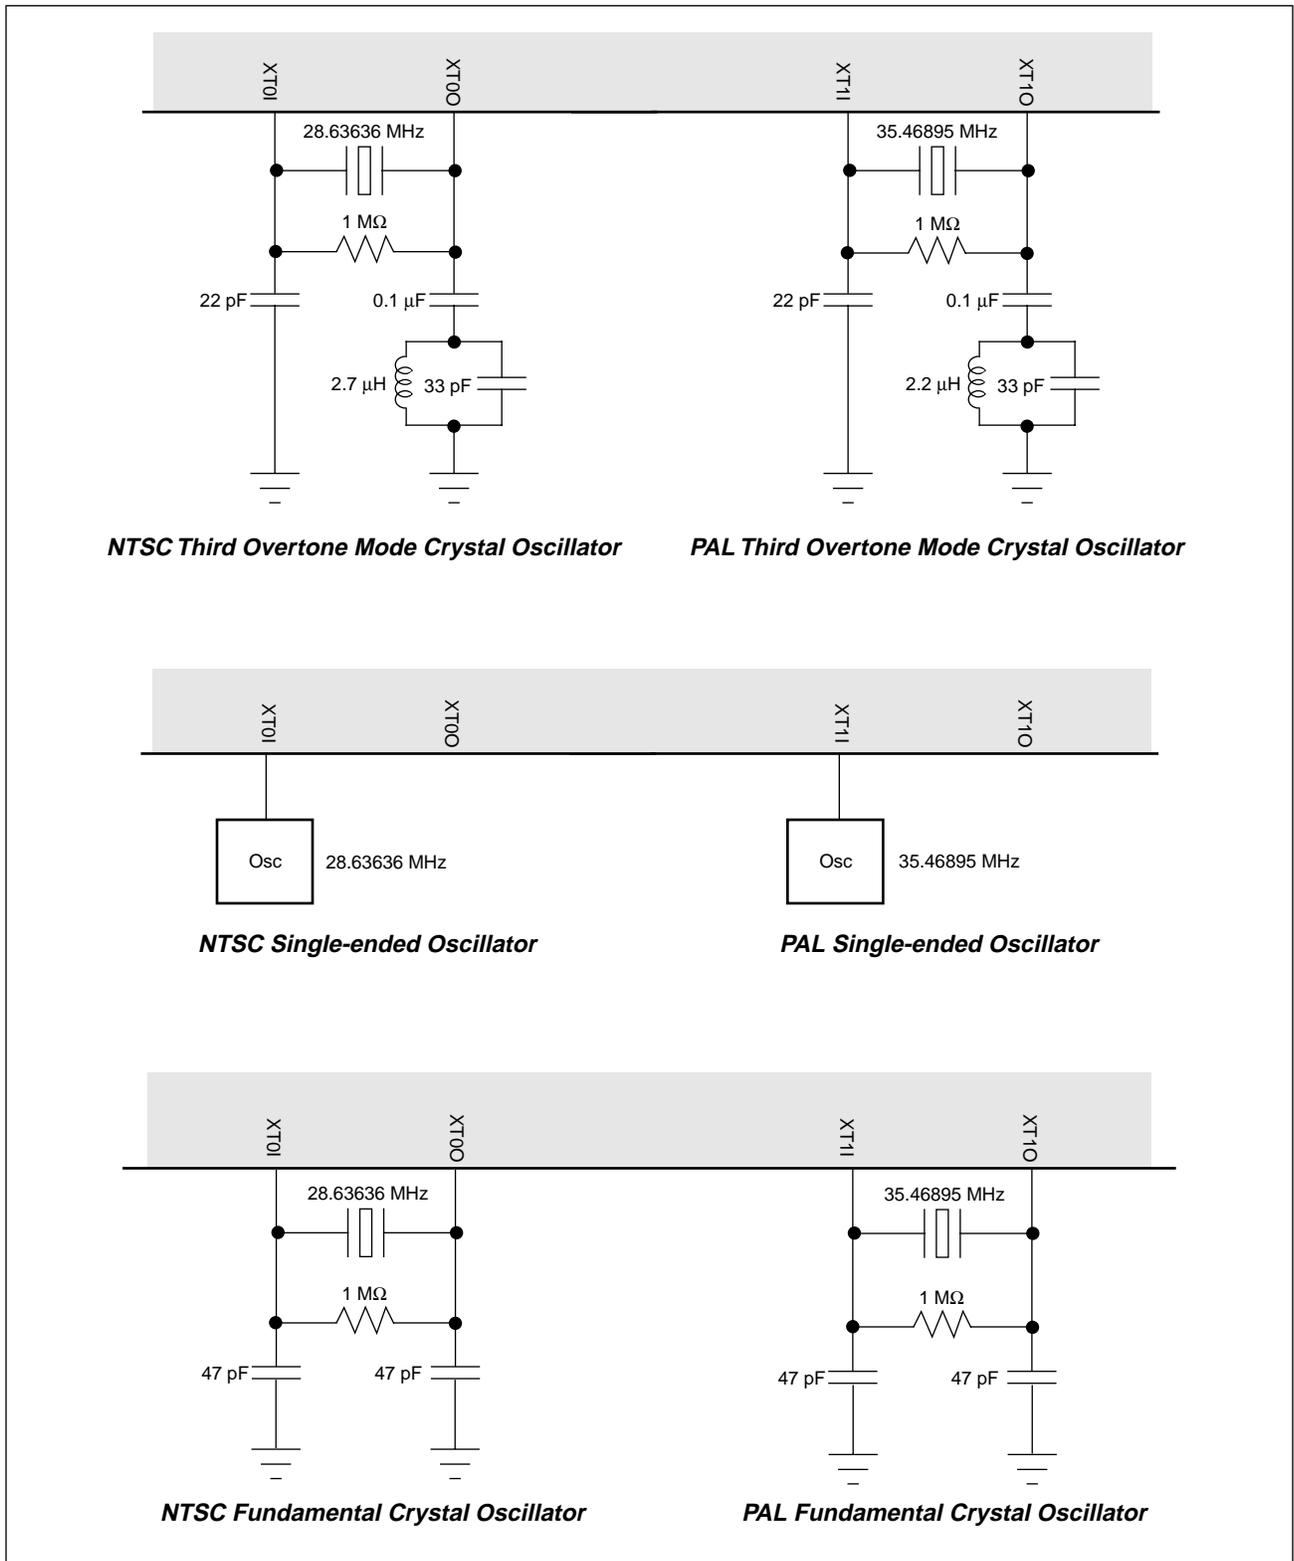 XT0I
XT0O
XT1I
XT1O
28.63636 MHz
35.46895 MHz
1 MΩ
1 MΩ
22 pF
0.1 μF
22 pF
0.1 μF
2.7 μH
33 pF
2.2 μH
33 pF
NTSC Third Overtone Mode Crystal Oscillator
PAL Third Overtone Mode Crystal Oscillator
XT0I
XT0O
XT1I
XT1O
Osc
28.63636 MHz
Osc
35.46895 MHz
NTSC Single-ended Oscillator
PAL Single-ended Oscillator
XT0I
XT0O
XT1I
XT1O
28.63636 MHz
35.46895 MHz
1 MΩ
1 MΩ
47 pF
47 pF
47 pF
47 pF
NTSC Fundamental Crystal Oscillator
PAL Fundamental Crystal Oscillator